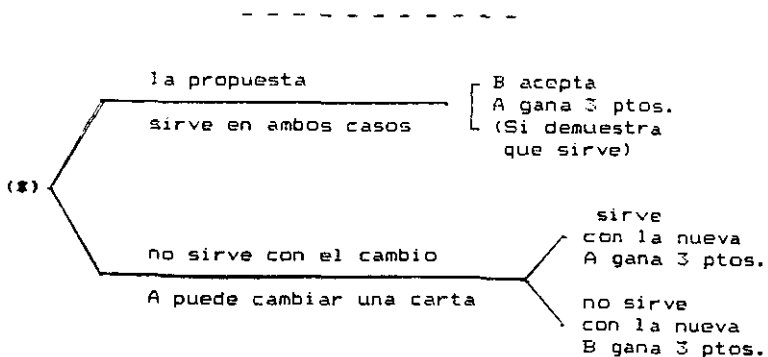 la propuesta
sirve en ambos casos
B acepta
A gana 3 ptos.
(Si demuestra
que sirve)
($)
no sirve con el cambio
A puede cambiar una carta
sirve
con la nueva
A gana 3 ptos.
no sirve
con la nueva
B gana 3 ptos.